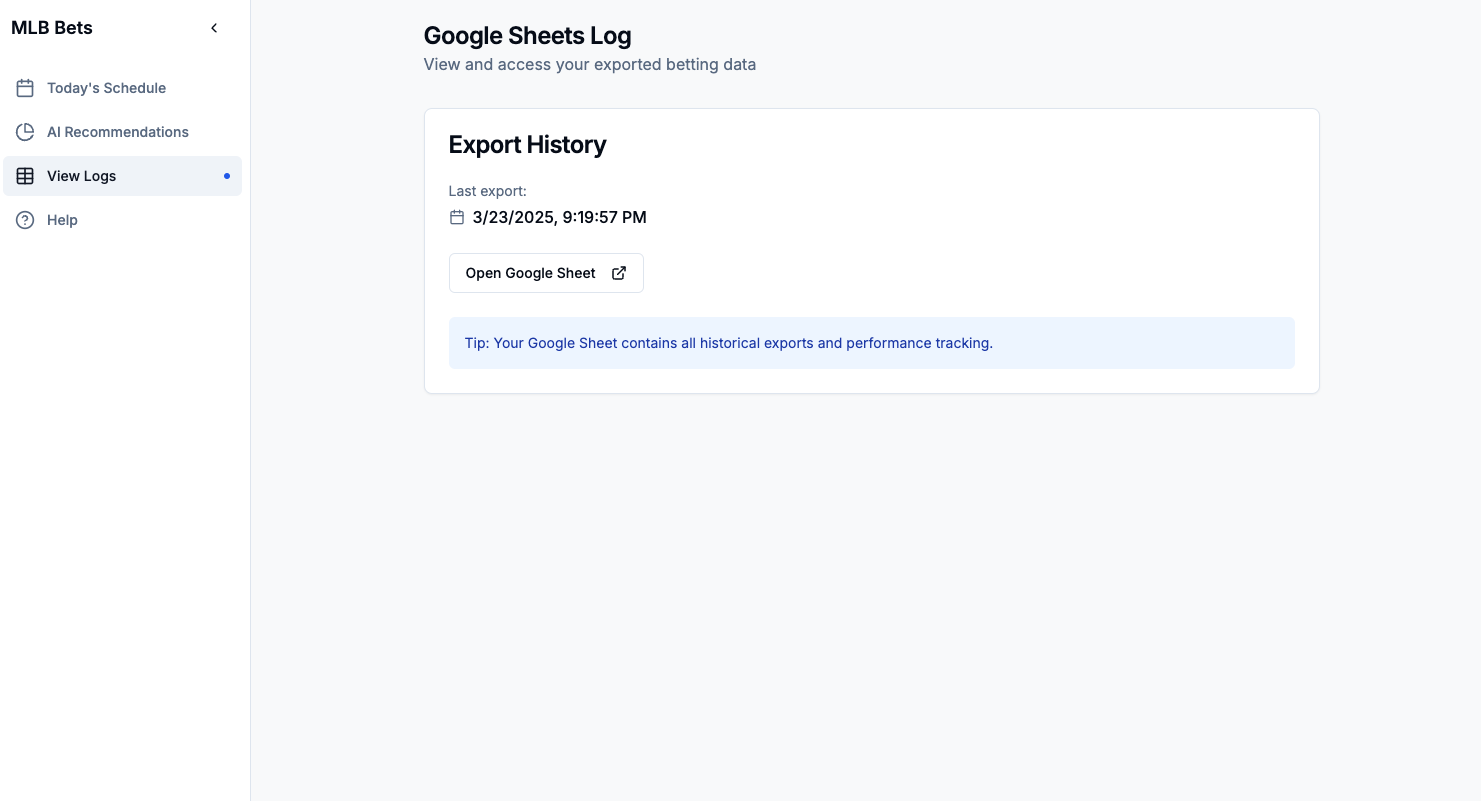 MLB Bets
Today's Schedule
AI Recommendations
View Logs
Help
Google Sheets Log
View and access your exported betting data
Export History
Last export:
3/23/2025, 9:19:57 PM
Open Google Sheet
Tip: Your Google Sheet contains all historical exports and performance tracking.